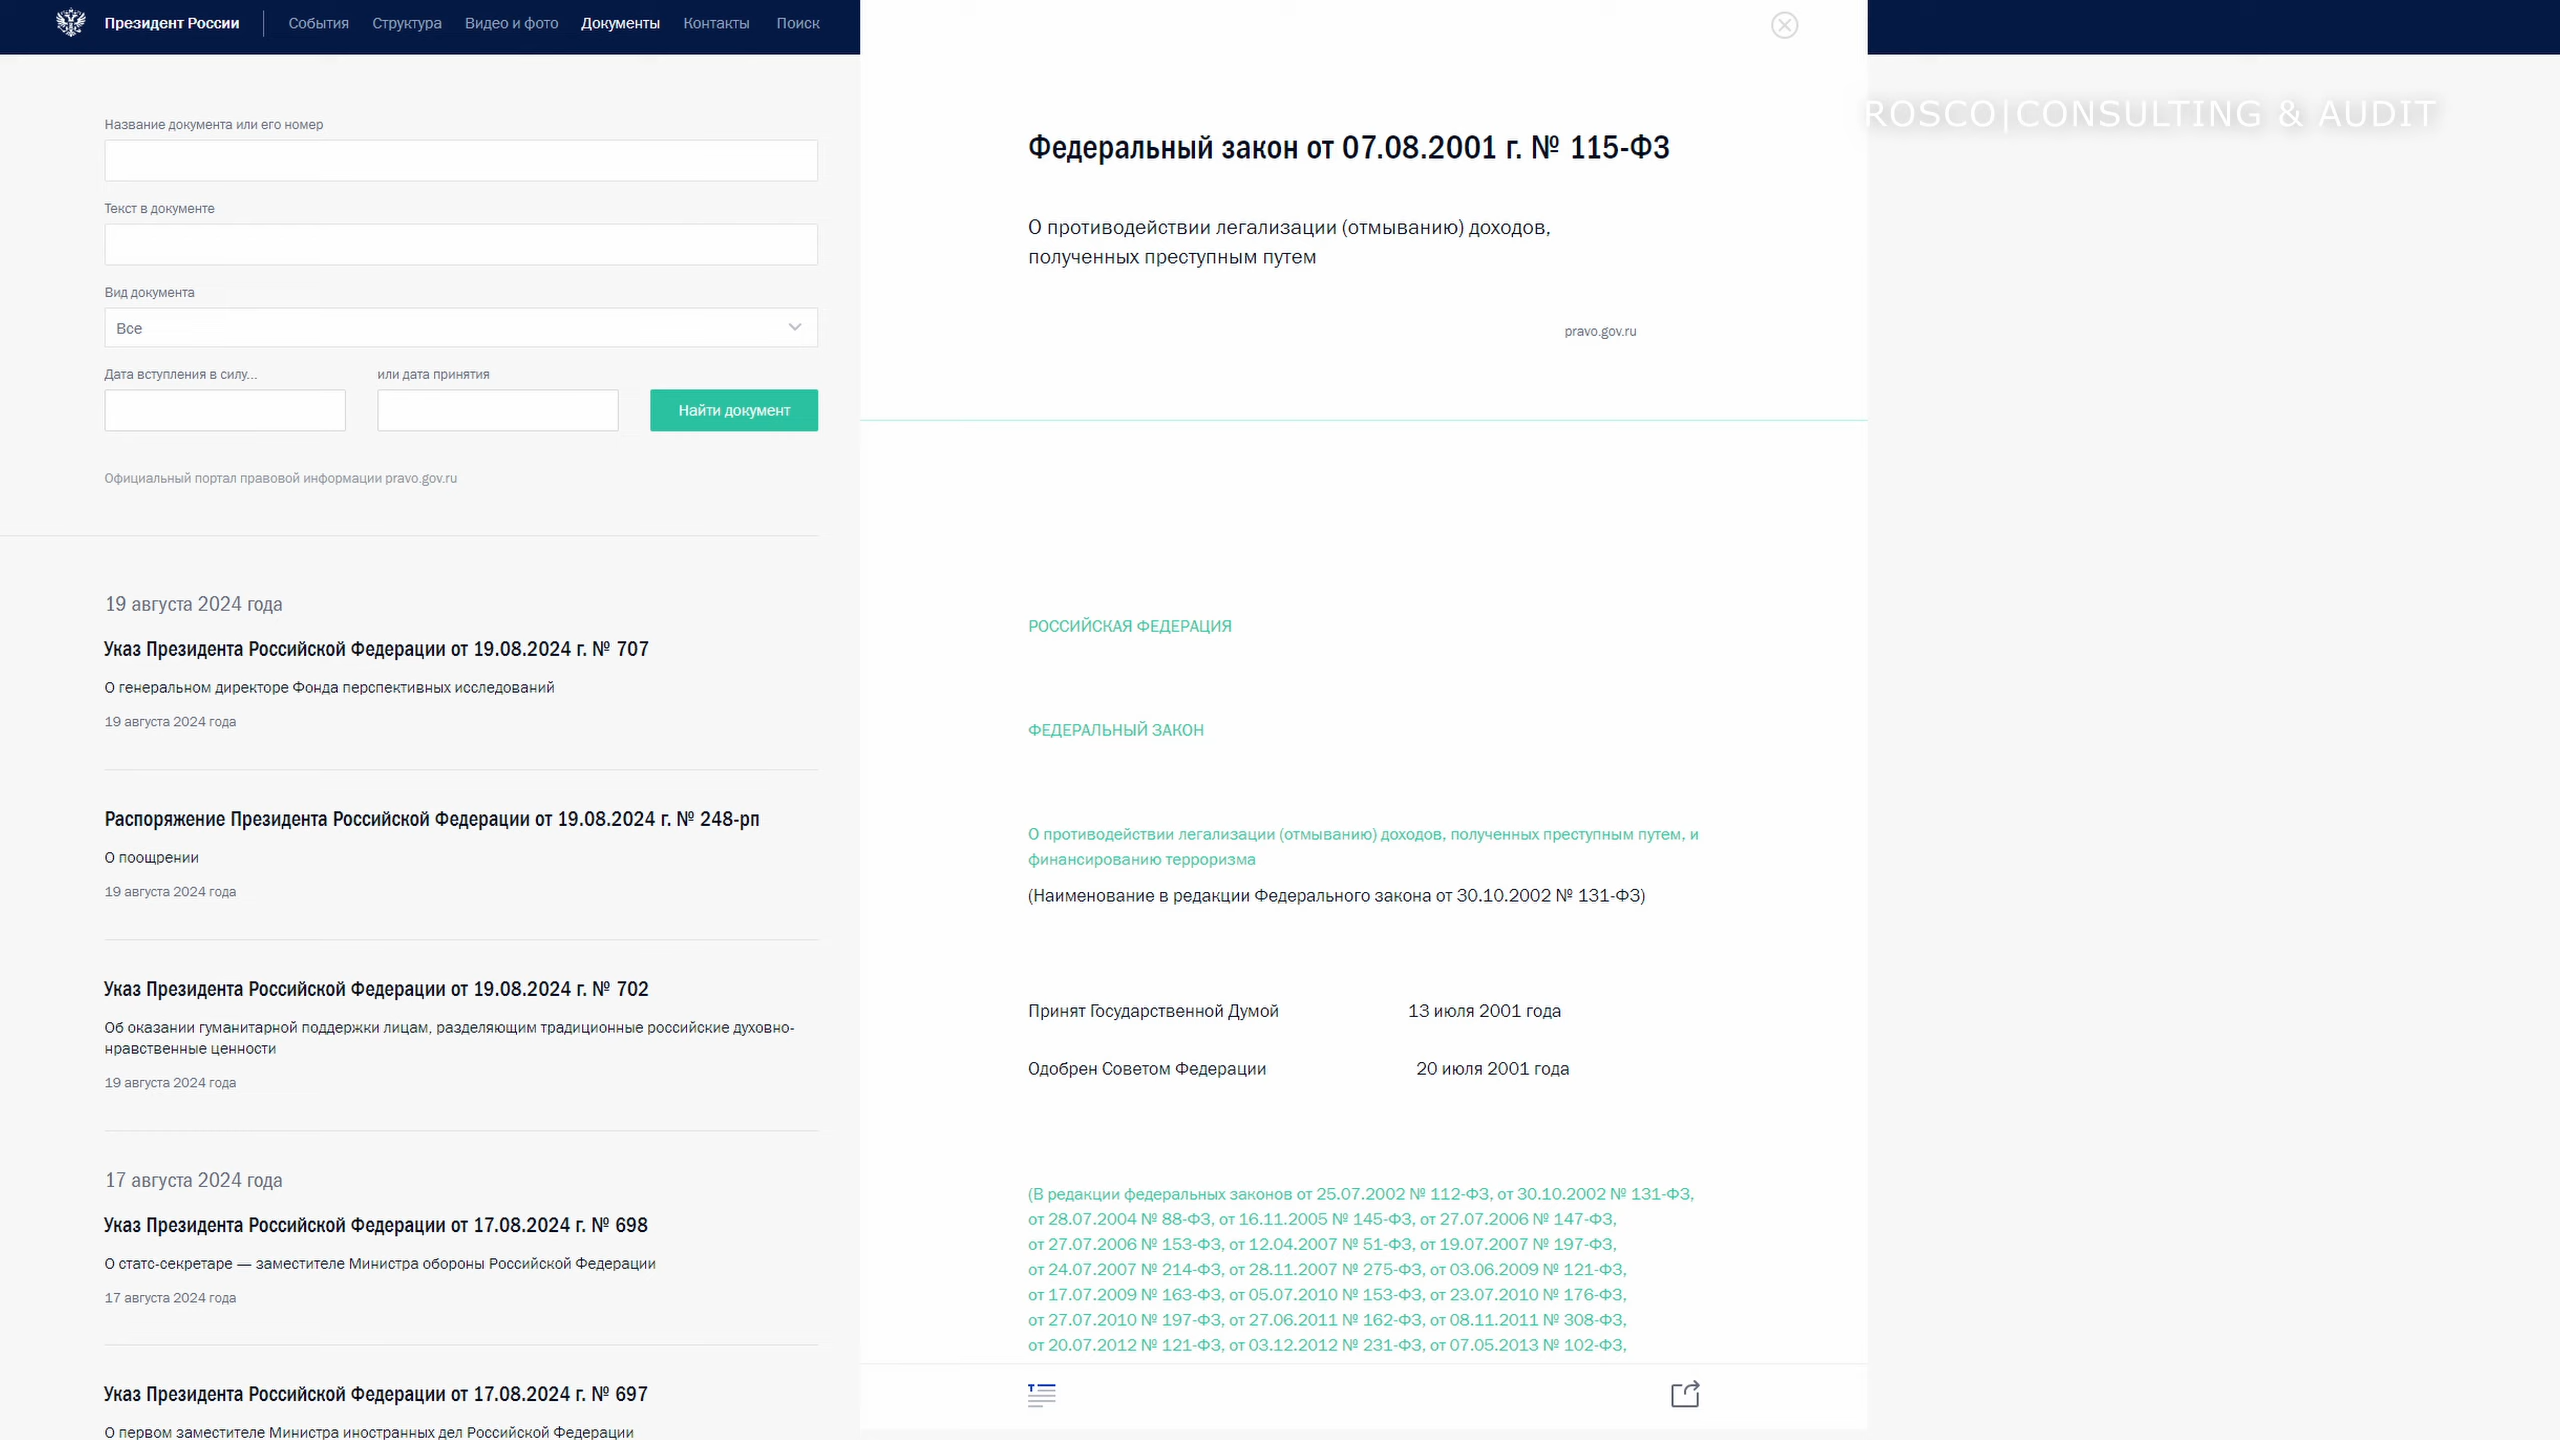 Президент России
События Структура Видео и фото Документы Контакты Поиск
Название документа или его номер
Текст в документе
Вид документа
Все
Дата вступления в силу... или дата принятия
Найти документ
Официальный портал правовой информации pravo.gov.ru
19 августа 2024 года
Указ Президента Российской Федерации от 19.08.2024 г. № 707
О генеральном директоре Фонда перспективных исследований
19 августа 2024 года
Распоряжение Президента Российской Федерации от 19.08.2024 г. № 248-рп
О поощрении
19 августа 2024 года
Указ Президента Российской Федерации от 19.08.2024 г. № 702
Об оказании гуманитарной поддержки лицам, разделяющим традиционные российские духовно-
нравственные ценности
19 августа 2024 года
17 августа 2024 года
Указ Президента Российской Федерации от 17.08.2024 г. № 698
О статс-секретаре — заместителе Министра обороны Российской Федерации
17 августа 2024 года
Указ Президента Российской Федерации от 17.08.2024 г. № 697
О первом заместителе Министра иностранных дел Российской Федерации
Федеральный закон от 07.08.2001 г. № 115-ФЗ
О противодействии легализации (отмыванию) доходов,
полученных преступным путем
pravo.gov.ru
РОССИЙСКАЯ ФЕДЕРАЦИЯ
ФЕДЕРАЛЬНЫЙ ЗАКОН
О противодействии легализации (отмыванию) доходов, полученных преступным путем, и
финансированию терроризма
(Наименование в редакции Федерального закона от 30.10.2002 № 131-ФЗ)
Принят Государственной Думой 13 июля 2001 года
Одобрен Советом Федерации 20 июля 2001 года
(В редакции федеральных законов от 25.07.2002 № 112-ФЗ, от 30.10.2002 № 131-ФЗ,
от 28.07.2004 № 88-ФЗ, от 16.11.2005 № 145-ФЗ, от 27.07.2006 № 147-ФЗ,
от 27.07.2006 № 153-ФЗ, от 12.04.2007 № 51-ФЗ, от 19.07.2007 № 197-ФЗ,
от 24.07.2007 № 214-ФЗ, от 28.11.2007 № 275-ФЗ, от 03.06.2009 № 121-ФЗ,
от 17.07.2009 № 163-ФЗ, от 05.07.2010 № 153-ФЗ, от 23.07.2010 № 176-ФЗ,
от 27.07.2010 № 197-ФЗ, от 27.06.2011 № 162-ФЗ, от 08.11.2011 № 308-ФЗ,
от 20.07.2012 № 121-ФЗ, от 03.12.2012 № 231-ФЗ, от 07.05.2013 № 102-ФЗ,
ROSCO|CONSULTING & AUDIT